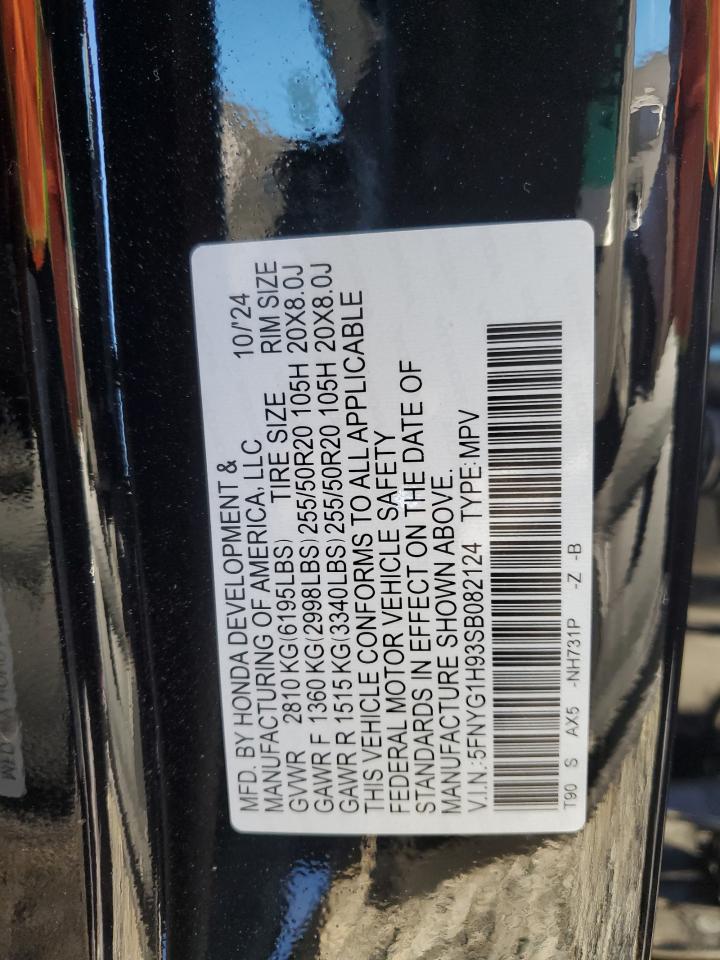 MFD. BY HONDA DEVELOPMENT &
MANUFACTURING OF AMERICA, LLC 10/'24
GVWR 2810 KG(6195LBS) TIRE SIZE RIM SIZE
GAWR F 1360 KG(2998LBS) 255/50R20 105H 20X8.0J
GAWR R 1515 KG(3340LBS) 255/50R20 105H 20X8.0J
THIS VEHICLE CONFORMS TO ALL APPLICABLE
FEDERAL MOTOR VEHICLE SAFETY
STANDARDS IN EFFECT ON THE DATE OF
MANUFACTURE SHOWN ABOVE.
V.I.N.:5FNYG1H93SB082124 TYPE:MPV
T90 S AX5 -NH731P -Z -B